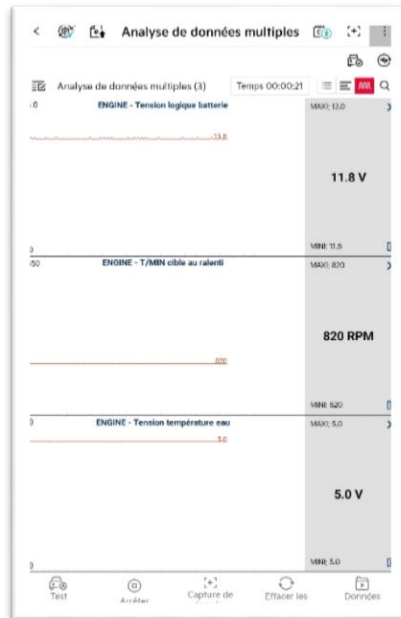 Analyse de données multiples
Analyse de données multiples (3)
Temps 00:00:21
ENGINE - Tension logique batterie
MAXI: 12.0
11.8
11.8 V
MINI: 11.8
ENGINE - T/MIN cible au ralenti
MAXI: 820
820
820 RPM
MINI: 820
ENGINE - Tension température eau
MAXI: 5.0
5.0
5.0 V
MINI: 5.0
Test
Arrêter
Capture de
Effacer les
Données